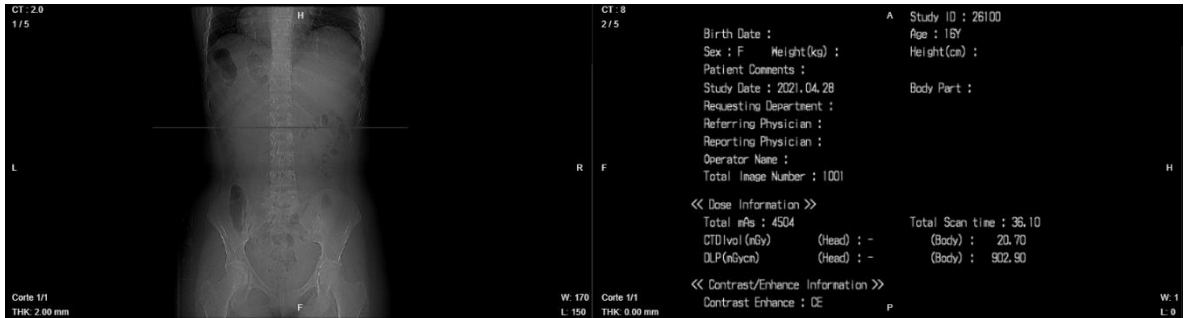 CT : 2.0
1 / 5
H
L
R
Corte 1/1
THK: 2.00 mm
F
W: 170
L: 150
CT : 8
2 / 5
A
Study ID : 26100
Birth Date :
Age : 16Y
Sex : F Weight(kg) :
Height(cm) :
Patient Comments :
Study Date : 2021.04.28
Body Part :
Requesting Department :
Referring Physician :
Reporting Physician :
F
H
Operator Name :
Total Image Number : 1001
≪ Dose Information ≫
Total mAs : 4504
Total Scan time : 36.10
CTDIvol(mGy) (Head) : - (Body) : 20.70
DLP(mGycm) (Head) : - (Body) : 902.90
≪ Contrast/Enhance Information ≫
Contrast Enhance : CE
Corte 1/1
THK: 0.00 mm
P
W: 1
L: 0